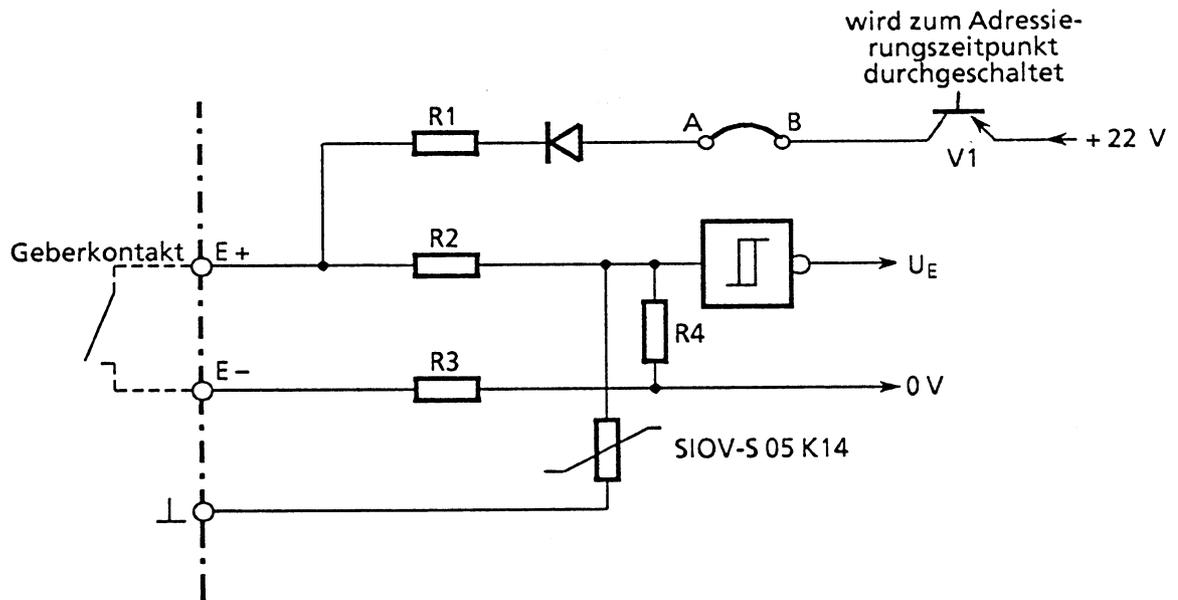 wird zum Adressie-
rungszeitpunkt
durchgeschaltet
R1
A
B
V1
+ 22 V
Geberkontakt
E +
R2
U_E
R4
E –
R3
0 V
SIOV-S 05 K14